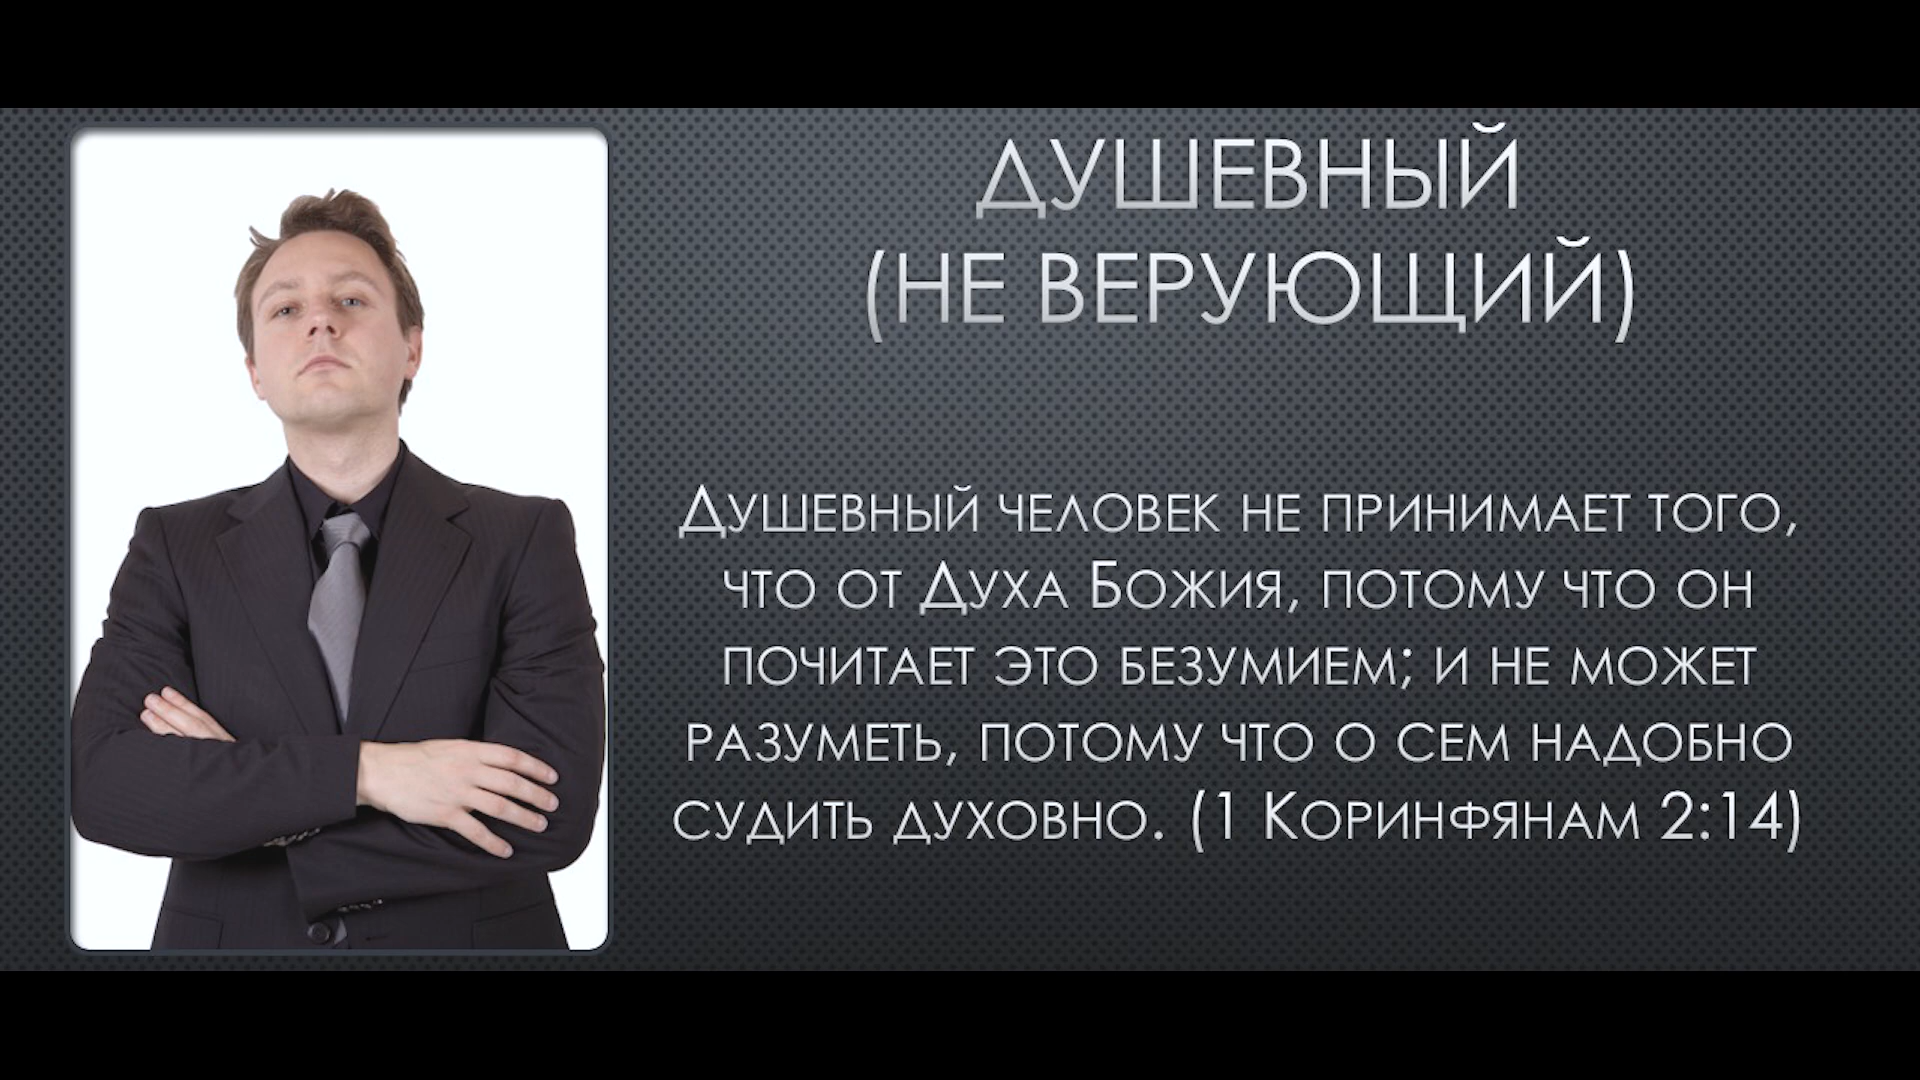 ДУШЕВНЫЙ
(НЕ ВЕРУЮЩИЙ)
Душевный человек не принимает того,
что от Духа Божия, потому что он
почитает это безумием; и не может
разуметь, потому что о сем надобно
судить духовно. (1 Коринфянам 2:14)